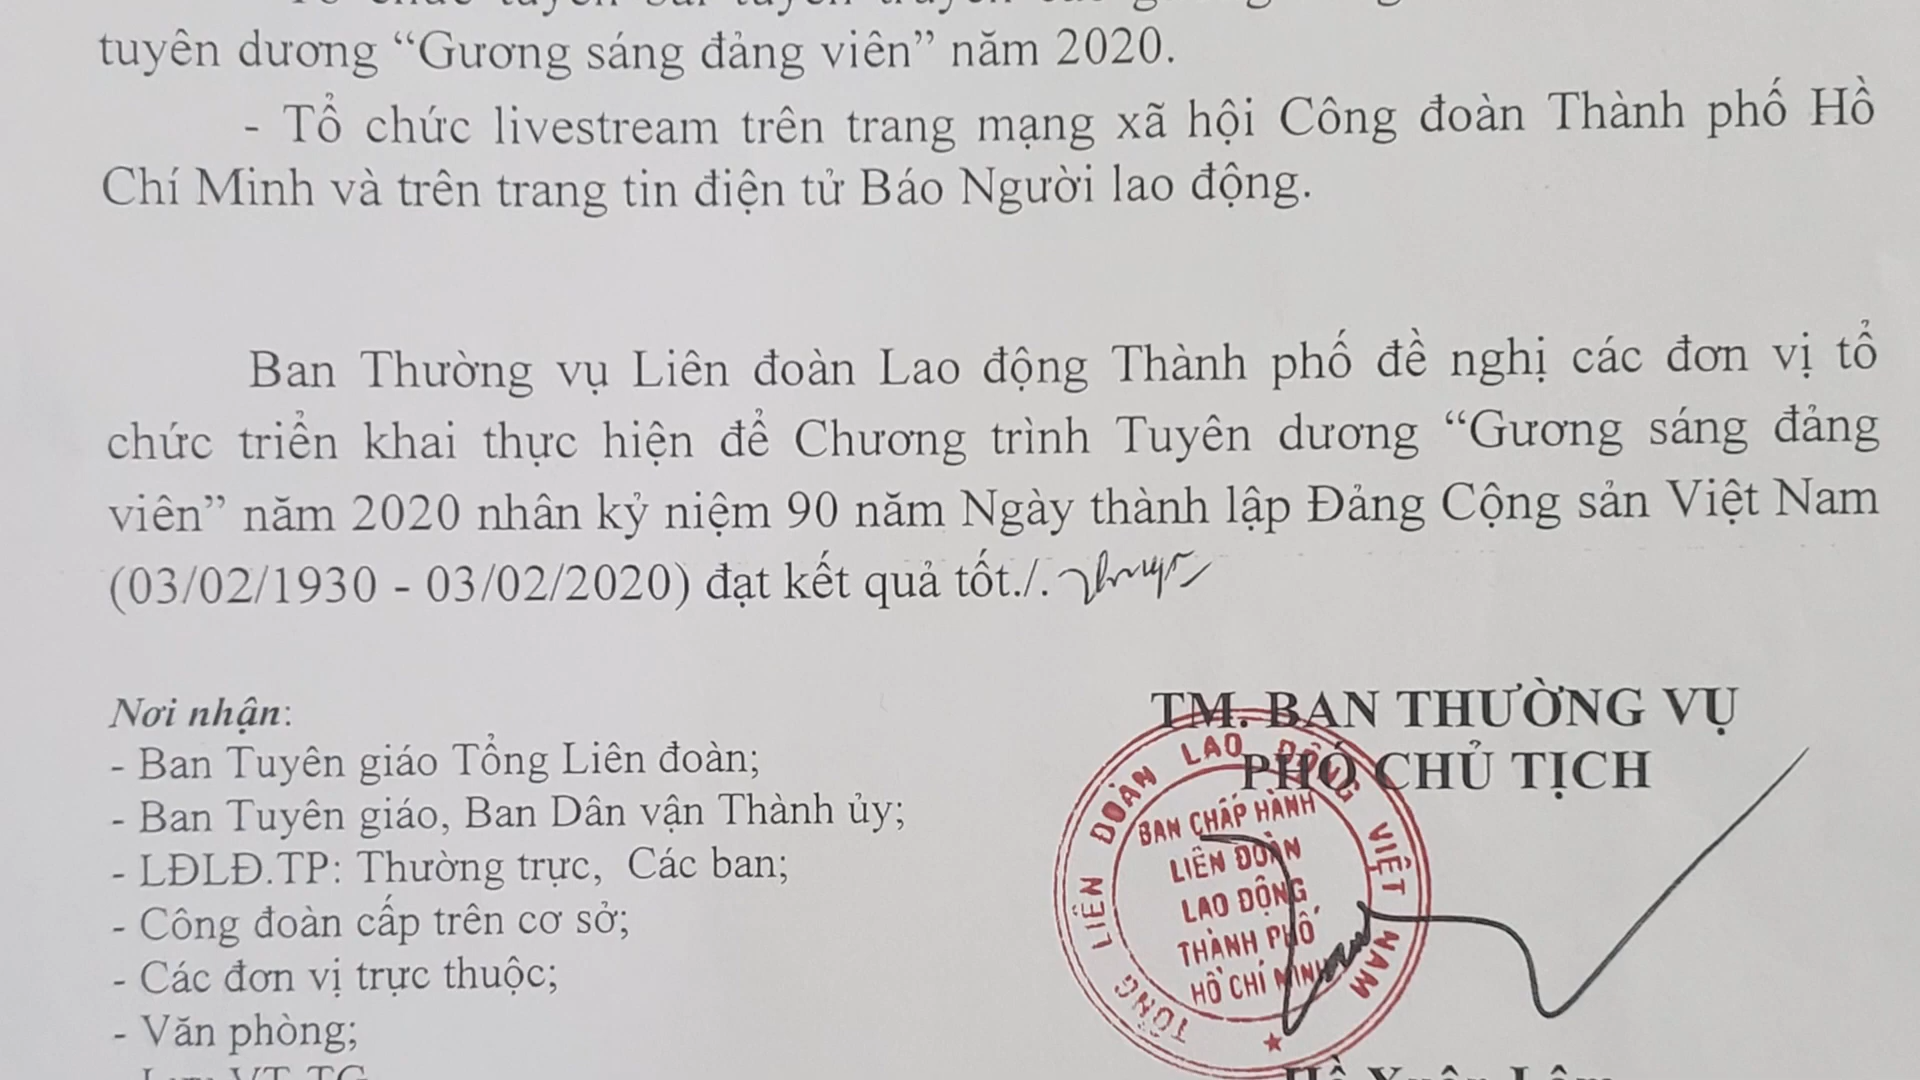 tuyên dương “Gương sáng đảng viên” năm 2020.
- Tổ chức livestream trên trang mạng xã hội Công đoàn Thành phố Hồ
Chí Minh và trên trang tin điện tử Báo Người lao động.
Ban Thường vụ Liên đoàn Lao động Thành phố đề nghị các đơn vị tổ
chức triển khai thực hiện để Chương trình Tuyên dương “Gương sáng đảng
viên” năm 2020 nhân kỷ niệm 90 năm Ngày thành lập Đảng Cộng sản Việt Nam
(03/02/1930 - 03/02/2020) đạt kết quả tốt./.
Nơi nhận:
- Ban Tuyên giáo Tổng Liên đoàn;
- Ban Tuyên giáo, Ban Dân vận Thành ủy;
- LĐLĐ.TP: Thường trực, Các ban;
- Công đoàn cấp trên cơ sở;
- Các đơn vị trực thuộc;
- Văn phòng;
TM. BAN THƯỜNG VỤ
PHÓ CHỦ TỊCH
TỔNG LIÊN ĐOÀN LAO ĐỘNG VIỆT NAM
BAN CHẤP HÀNH
LIÊN ĐOÀN
LAO ĐỘNG
THÀNH PHỐ
HỒ CHÍ MINH